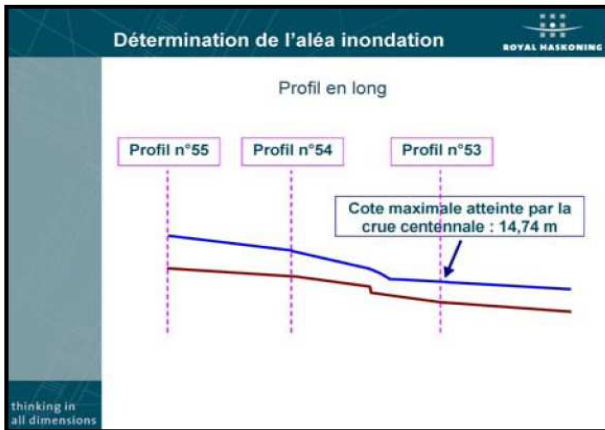 Détermination de l'aléa inondation
ROYAL HASKONING
Profil en long
Profil n°55
Profil n°54
Profil n°53
Cote maximale atteinte par la
crue centennale : 14,74 m
thinking in
all dimensions